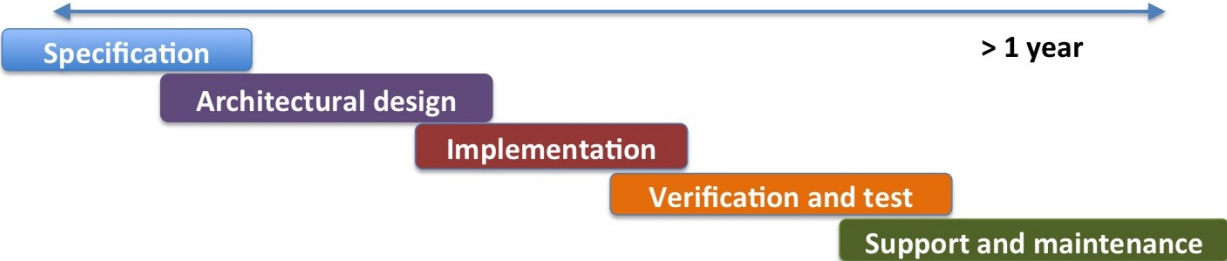 Specification
> 1 year
Architectural design
Implementation
Verification and test
Support and maintenance